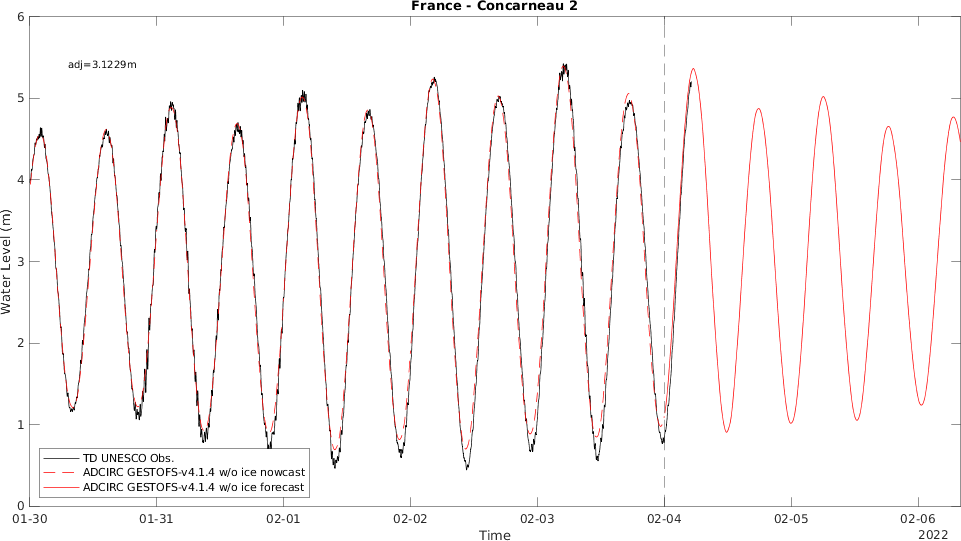 France - Concarneau 2
adj=3.1229m
6
5
4
3
2
1
0
Water Level (m)
TD UNESCO Obs.
ADCIRC GESTOFS-v4.1.4 w/o ice nowcast
ADCIRC GESTOFS-v4.1.4 w/o ice forecast
01-30 01-31 02-01 02-02 02-03 02-04 02-05 02-06
Time
2022